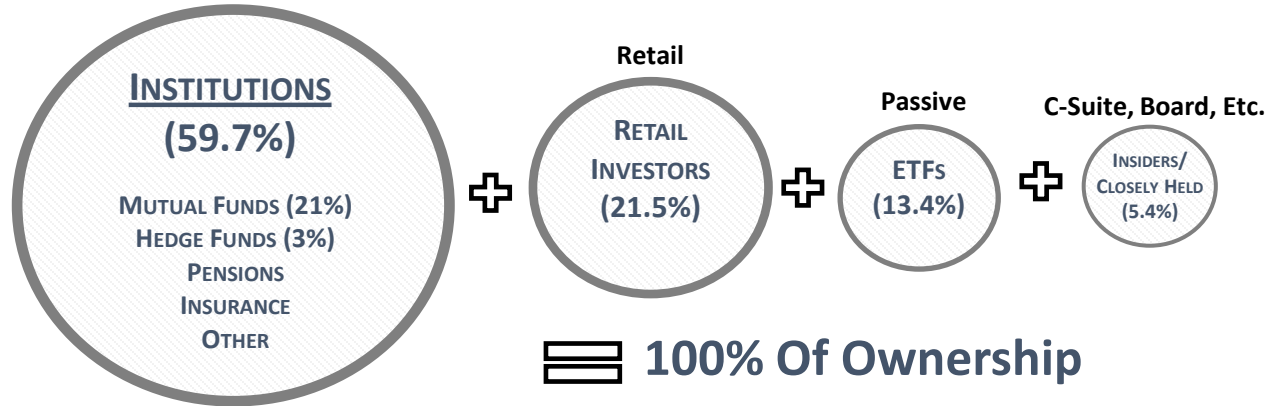 INSTITUTIONS
(59.7%)
MUTUAL FUNDS (21%)
HEDGE FUNDS (3%)
PENSIONS
INSURANCE
OTHER
Retail
RETAIL
INVESTORS
(21.5%)
Passive
ETFs
(13.4%)
C-Suite, Board, Etc.
INSIDERS/
CLOSELY HELD
(5.4%)
100% Of Ownership